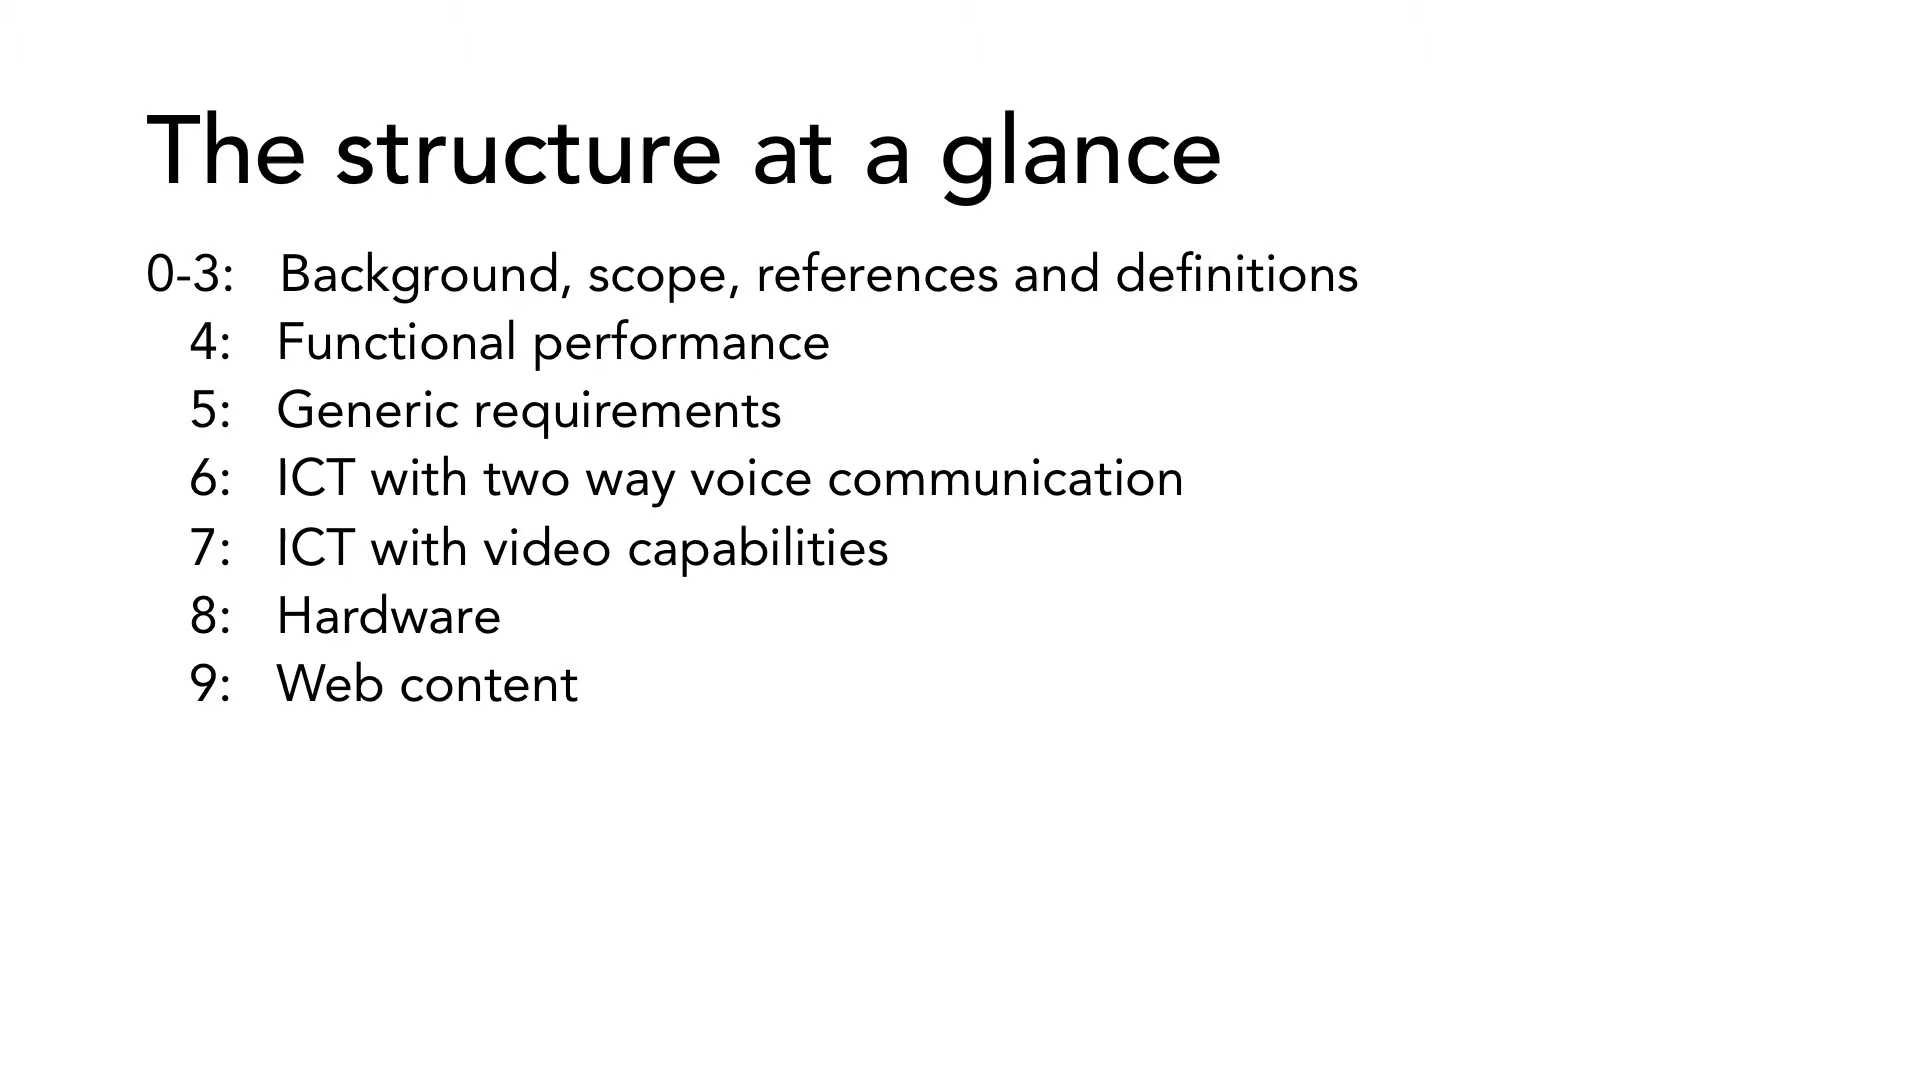 The structure at a glance
0-3: Background, scope, references and definitions
4: Functional performance
5: Generic requirements
6: ICT with two way voice communication
7: ICT with video capabilities
8: Hardware
9: Web content